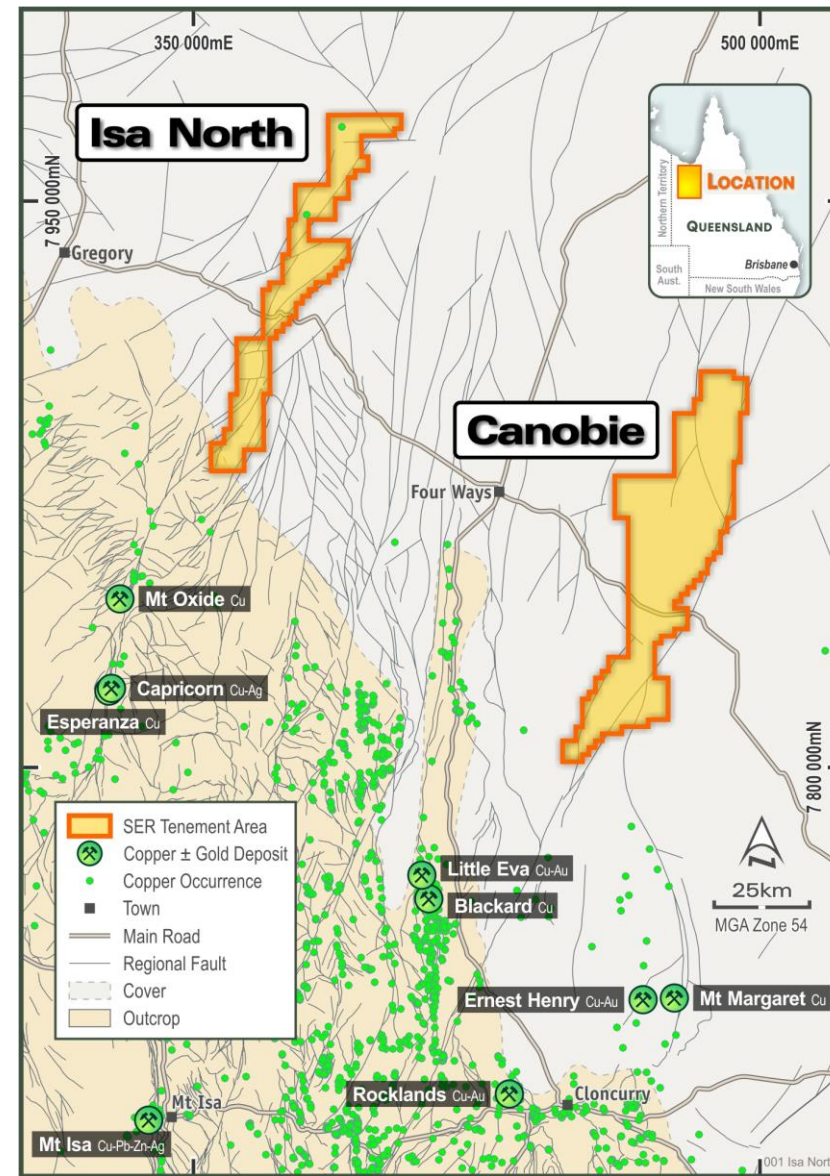 350 000mE
500 000mE
Isa North
7 950 000mN
Gregory
LOCATION
Northern Territory
QUEENSLAND
Brisbane
South
Aust.
New South Wales
Canobie
Four Ways
Mt Oxide Cu
Capricorn Cu-Ag
Esperanza Cu
7 800 000mN
SER Tenement Area
Copper ± Gold Deposit
Copper Occurrence
Town
Main Road
Regional Fault
Cover
Outcrop
Little Eva Cu-Au
Blackard Cu
N
25km
MGA Zone 54
Ernest Henry Cu-Au
Mt Margaret Cu
Rocklands Cu-Au
Cloncurry
Mt Isa
Mt Isa Cu-Pb-Zn-Ag
001 Isa Nort